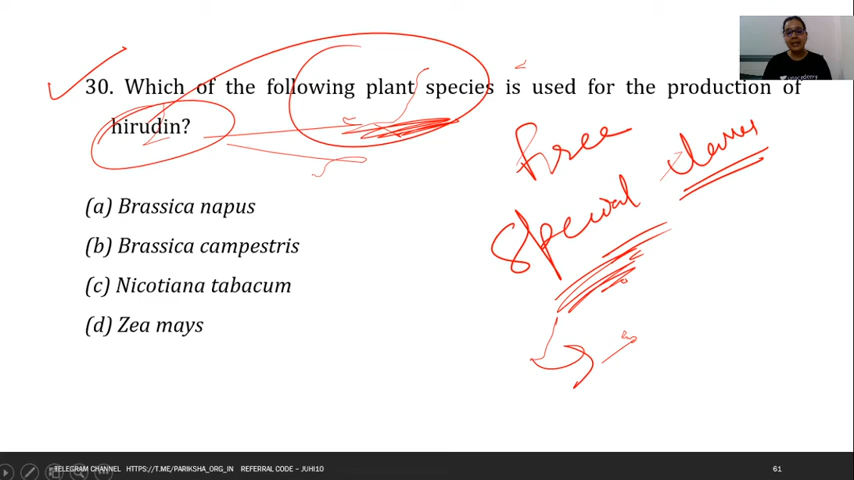 30. Which of the following plant species is used for the production of
hirudin?
Free
Special classes
(a) Brassica napus
(b) Brassica campestris
(c) Nicotiana tabacum
(d) Zea mays
TELEGRAM CHANNEL HTTPS://T.ME/PARIKSHA_ORG_IN REFERRAL CODE – JUHI10
61